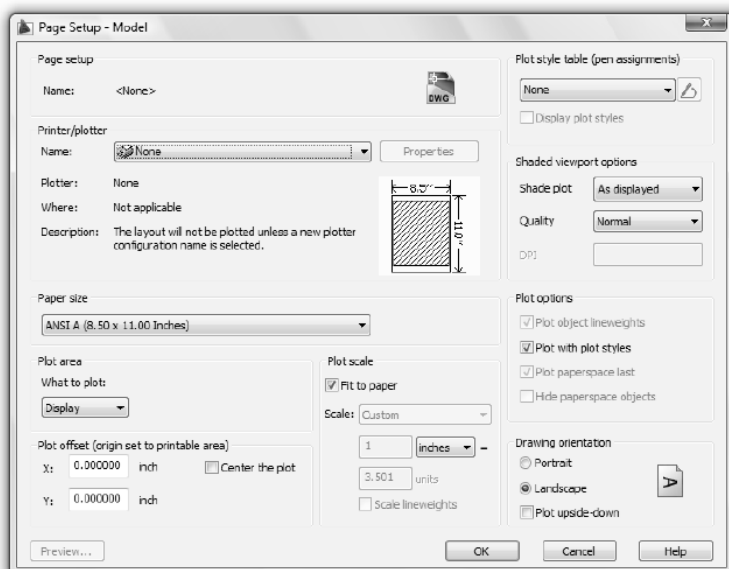 Page Setup - Model
Page setup
Name: <None>
DWG
Printer/plotter
Name: None
Properties
Plotter: None
Where: Not applicable
Description: The layout will not be plotted unless a new plotter
configuration name is selected.
8.5''
11.0''
Paper size
ANSI A (8.50 x 11.00 Inches)
Plot area
What to plot:
Display
Plot offset (origin set to printable area)
X: 0.000000 inch
Center the plot
Y: 0.000000 inch
Plot scale
Fit to paper
Scale: Custom
1 inches =
3.501 units
Scale lineweights
Plot style table (pen assignments)
None
Display plot styles
Shaded viewport options
Shade plot As displayed
Quality Normal
DPI
Plot options
Plot object lineweights
Plot with plot styles
Plot paperspace last
Hide paperspace objects
Drawing orientation
Portrait
Landscape
A
Plot upside-down
Preview...
OK
Cancel
Help